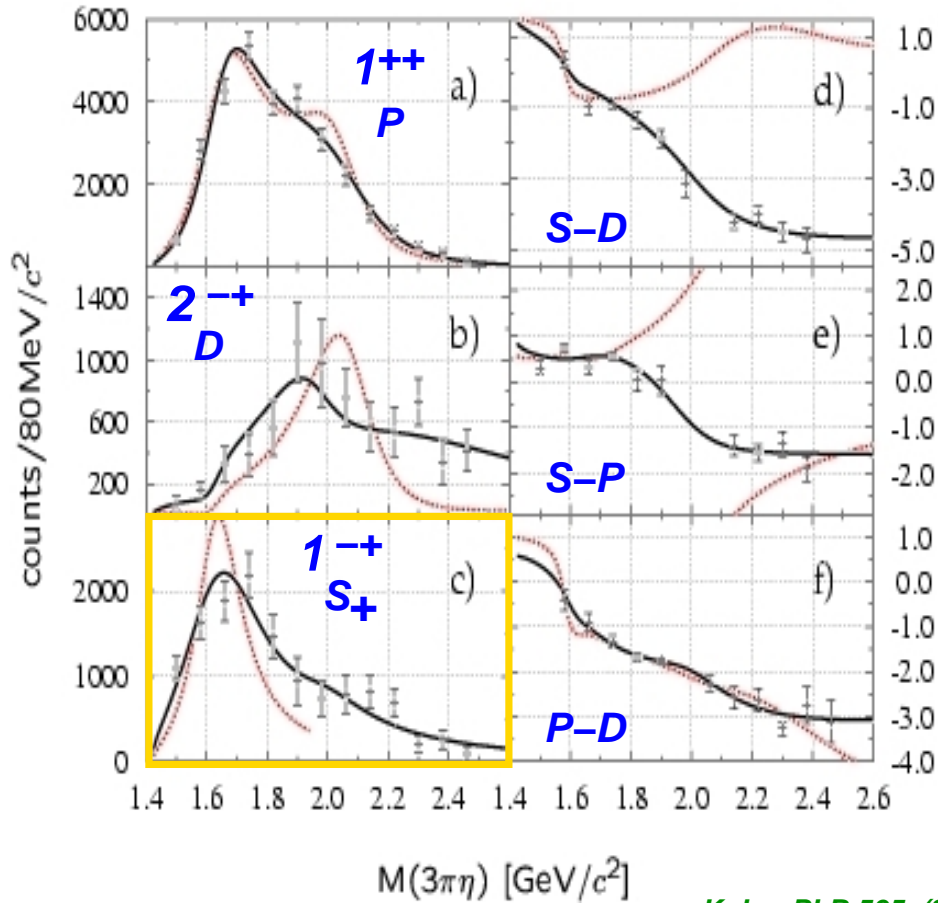 6000
4000
2000
1++
P
a)
1.0
-1.0
-3.0
-5.0
S–D
d)
counts/80MeV/c²
1400
1000
600
200
2 –+
D
b)
2.0
1.0
0.0
-1.0
-2.0
S–P
e)
2000
1000
0
1 –+
S+
c)
1.0
0.0
-1.0
-2.0
-3.0
-4.0
P–D
f)
1.4 1.6 1.8 2.0 2.2 2.4 1.4 1.6 1.8 2.0 2.2 2.4 2.6
M(3πη) [GeV/c²]